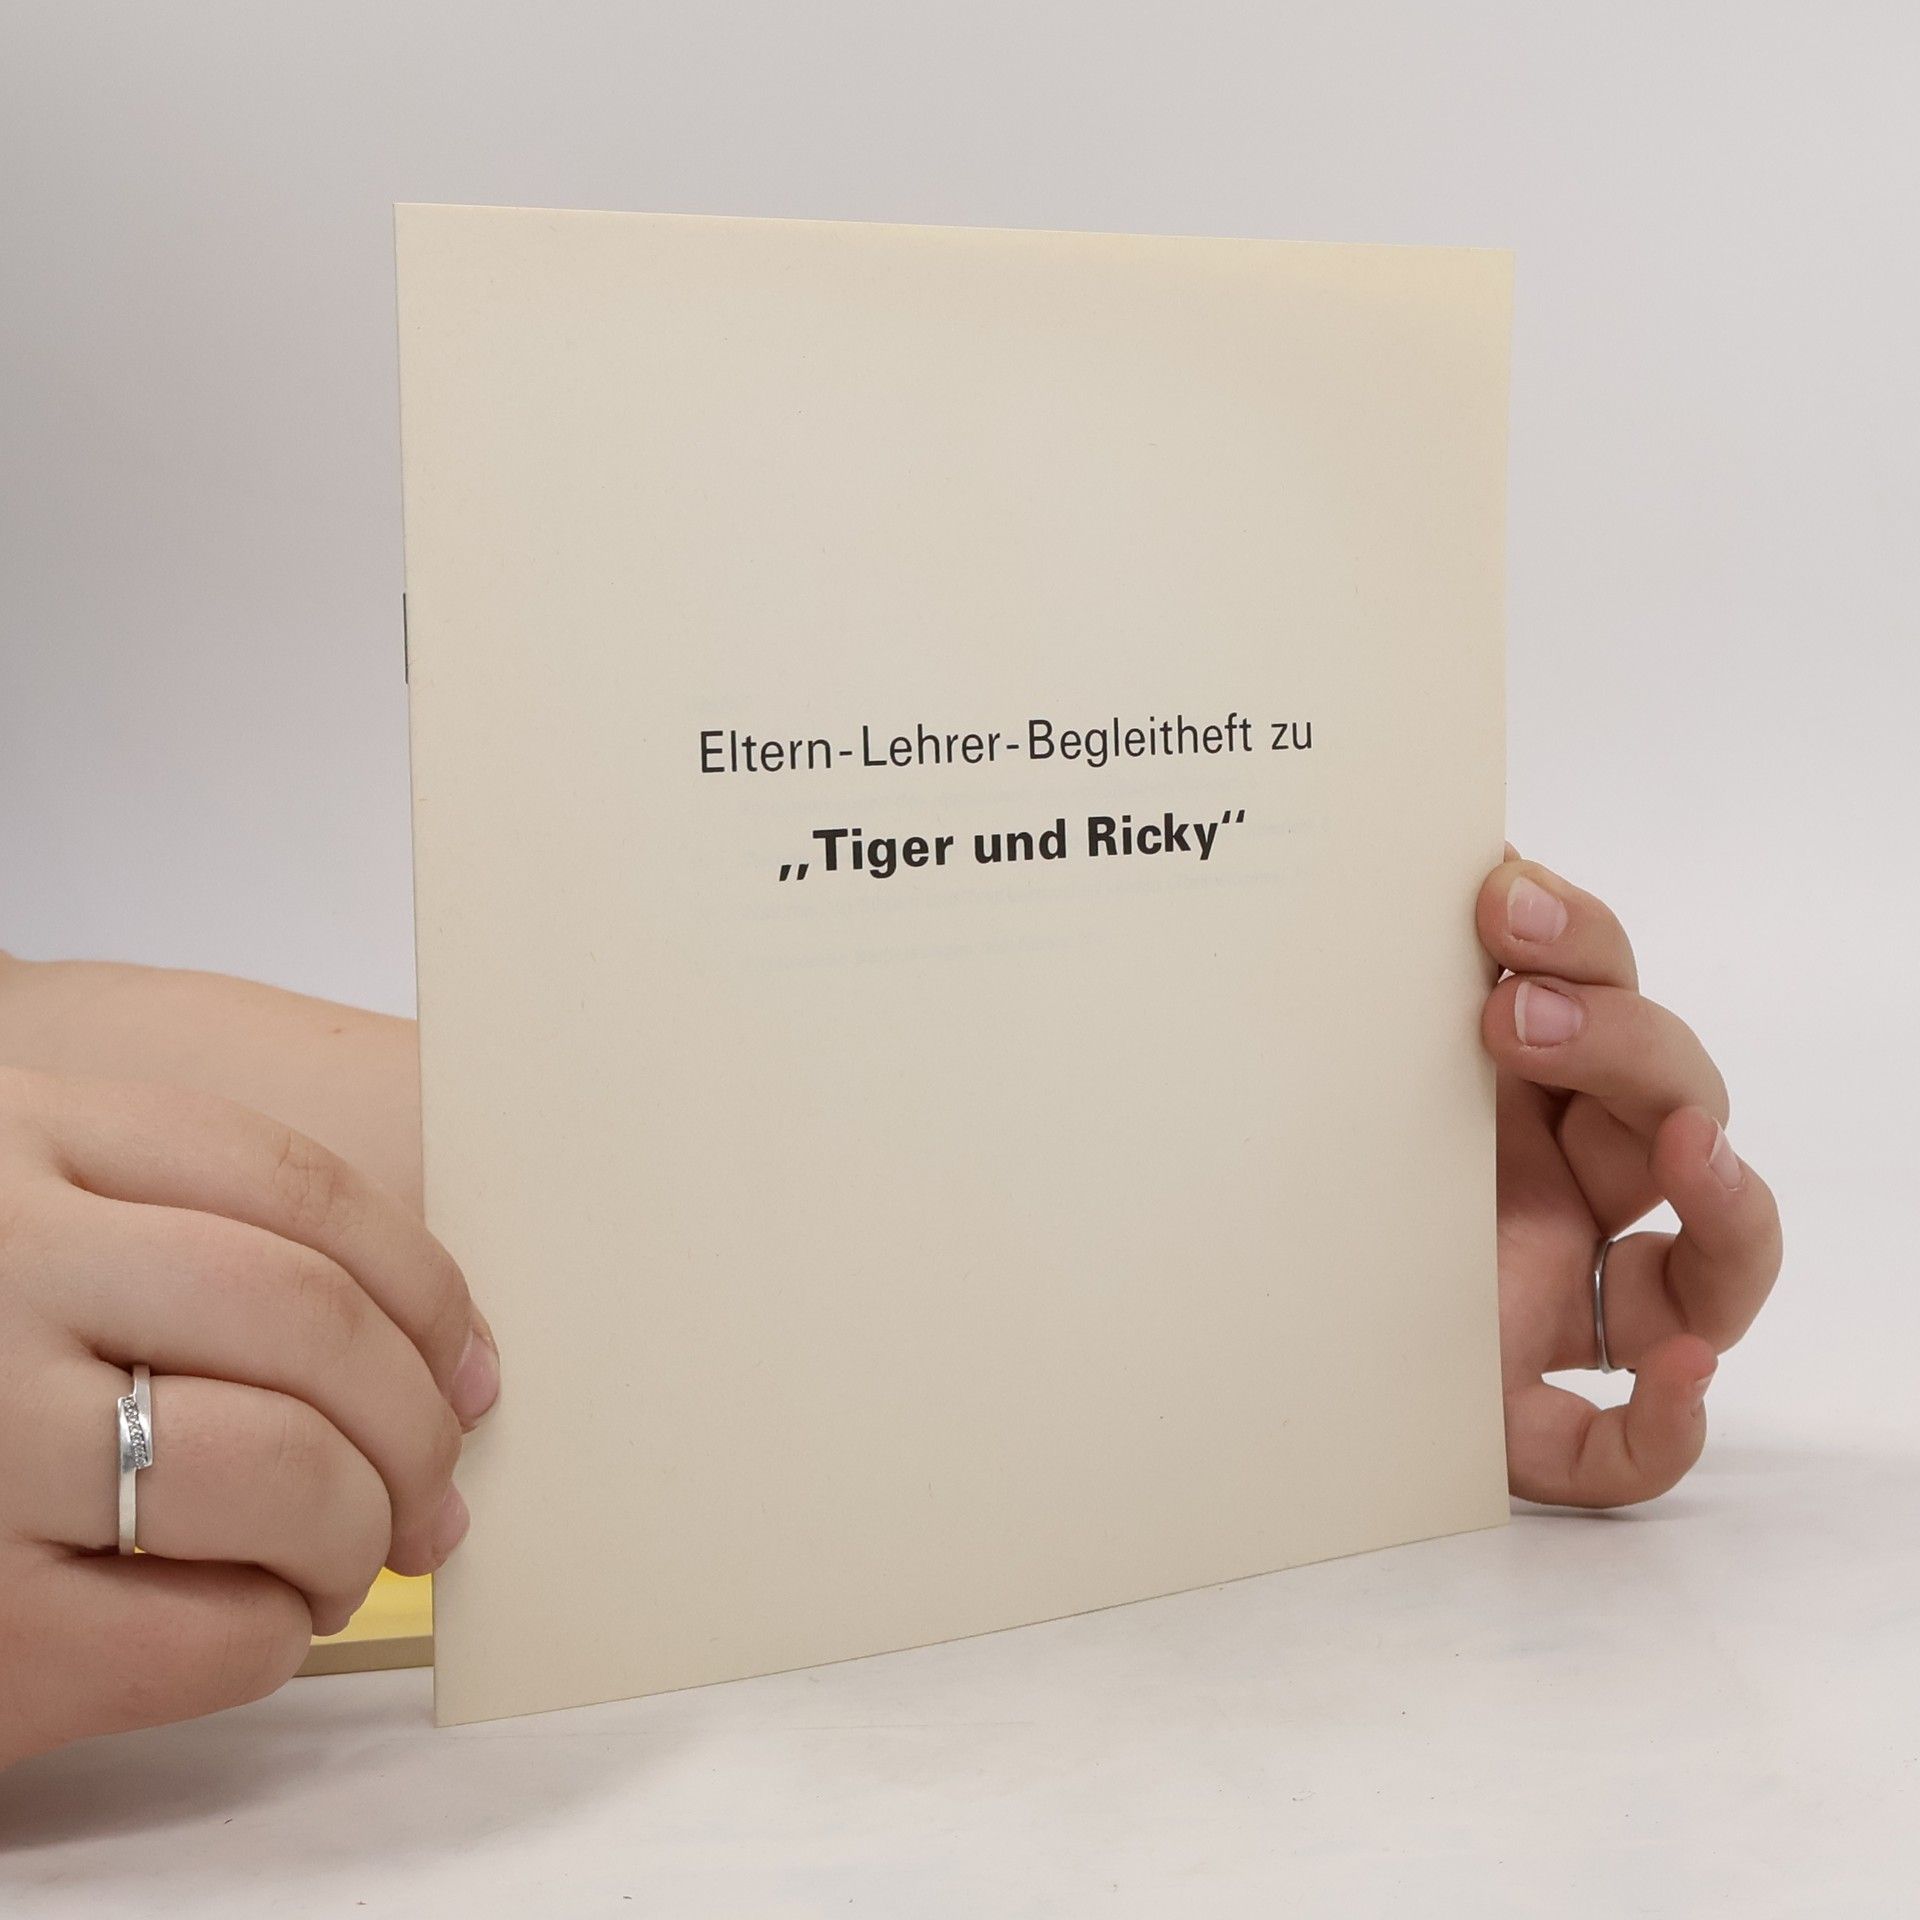 Eltern-Lehrer-Begleitheft zu
„Tiger und Ricky“